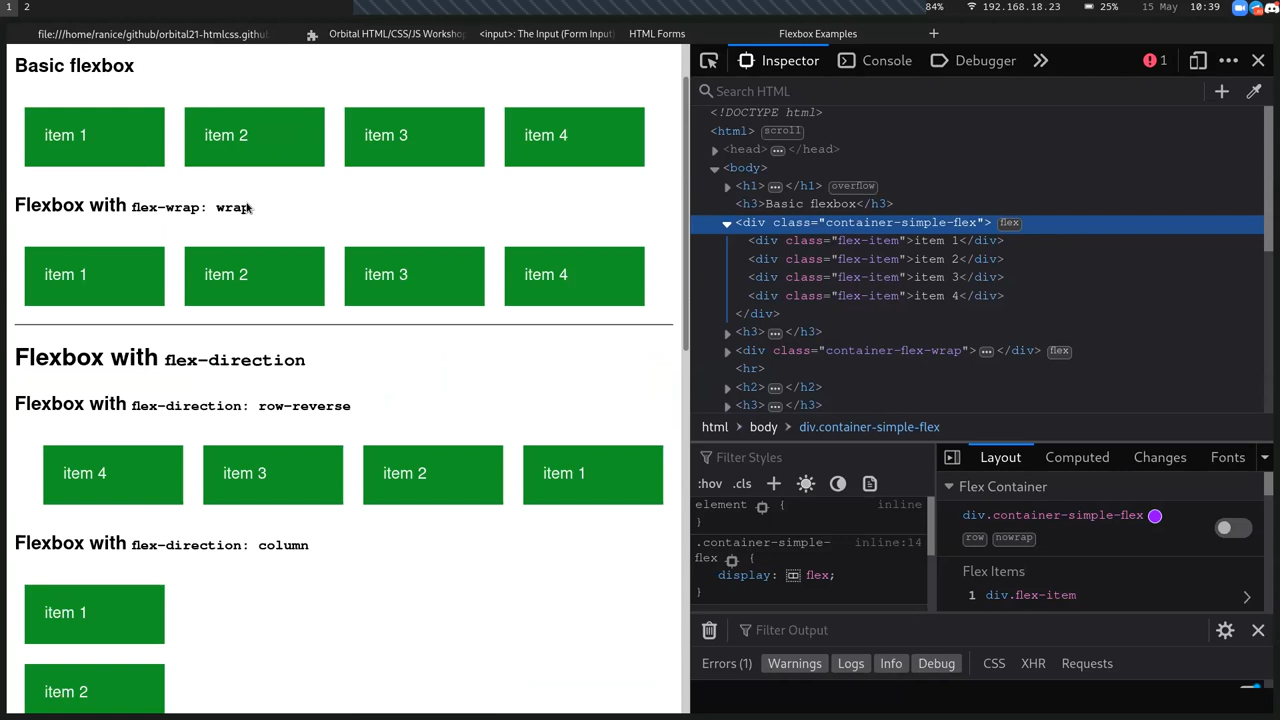 1 2 84% 192.168.18.23 25% 15 May 10:39
file:///home/ranice/github/orbital21-htmlcss.githu Orbital HTML/CSS/JS Workshop <input>: The Input (Form Input) HTML Forms Flexbox Examples +
Basic flexbox
item 1 item 2 item 3 item 4
Flexbox with flex-wrap: wrap
item 1 item 2 item 3 item 4
Flexbox with flex-direction
Flexbox with flex-direction: row-reverse
item 4 item 3 item 2 item 1
Flexbox with flex-direction: column
item 1
item 2
Inspector Console Debugger 1
Search HTML
<!DOCTYPE html>
<html> scroll
<head> </head>
<body>
<h1> </h1> overflow
<h3>Basic flexbox</h3>
<div class="container-simple-flex"> flex
<div class="flex-item">item 1</div>
<div class="flex-item">item 2</div>
<div class="flex-item">item 3</div>
<div class="flex-item">item 4</div>
</div>
<h3> </h3>
<div class="container-flex-wrap"> </div> flex
<hr>
<h2> </h2>
<h3> </h3>
html body div.container-simple-flex
Filter Styles
:hov .cls
element { inline
}
.container-simple- inline:14
flex {
display: flex;
}
Layout Computed Changes Fonts
Flex Container
div.container-simple-flex
row nowrap
Flex Items
1 div.flex-item
Filter Output
Errors (1) Warnings Logs Info Debug CSS XHR Requests